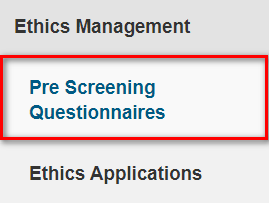 Ethics Management
Pre Screening
Questionnaires
Ethics Applications